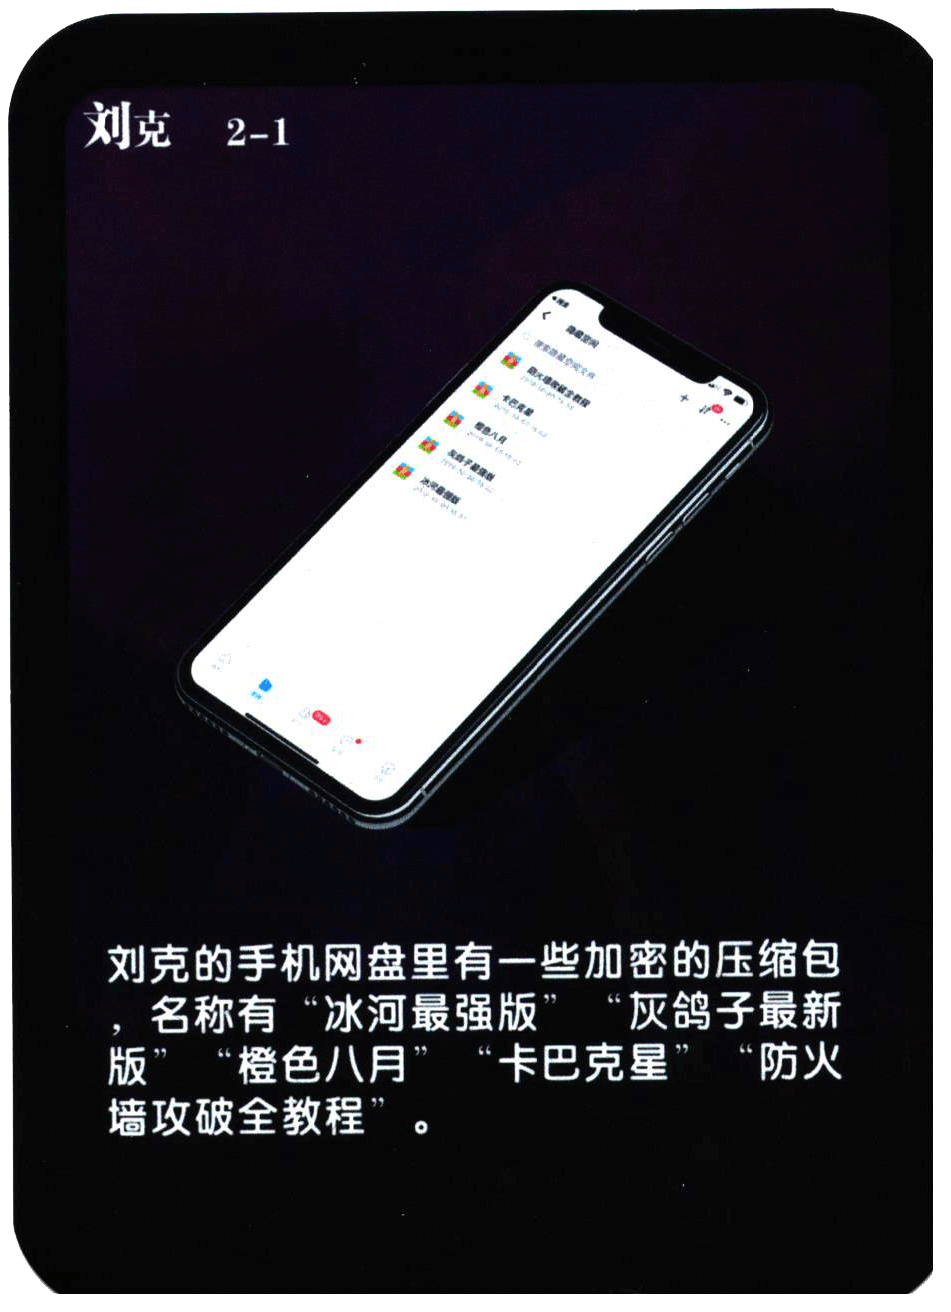 刘克 2-1
隐藏空间
搜索隐藏空间文件
防火墙攻破全教程
卡巴克星
橙色八月
灰鸽子最强版
冰河最强版
刘克的手机网盘里有一些加密的压缩包
，名称有“冰河最强版” “灰鸽子最新
版” “橙色八月” “卡巴克星” “防火
墙攻破全教程”。